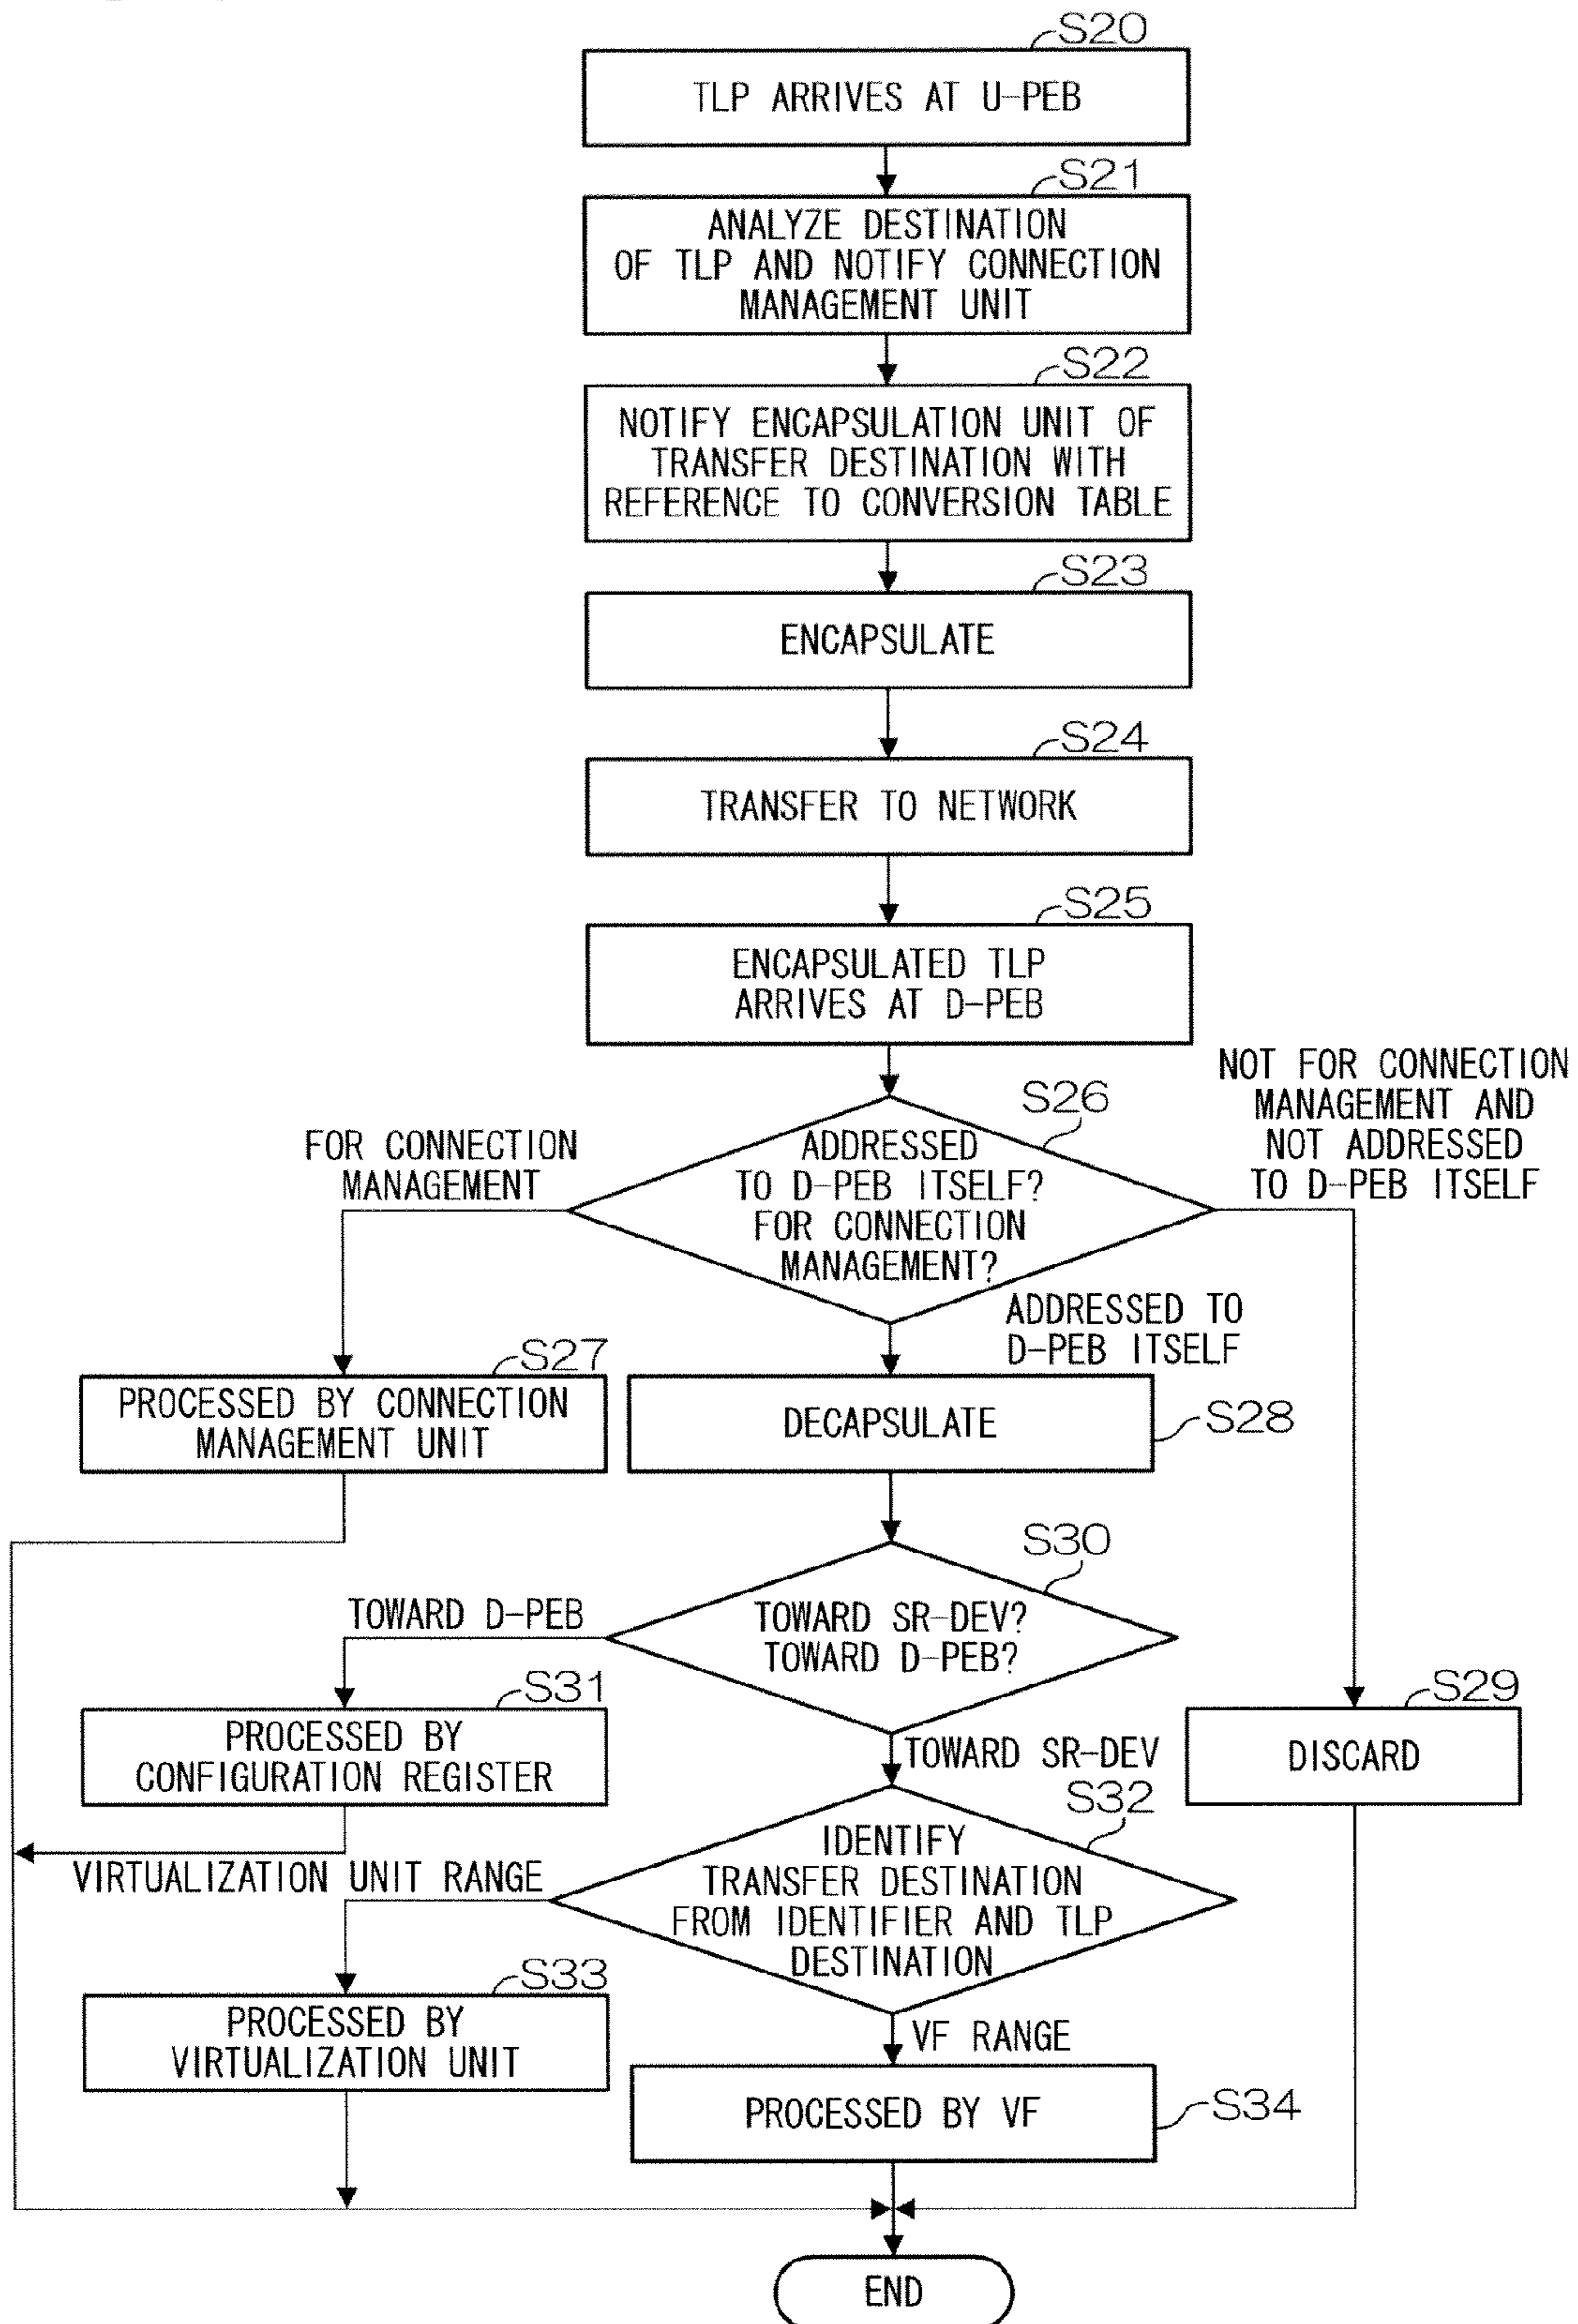 S20
TLP ARRIVES AT U-PEB
S21
ANALYZE DESTINATION
OF TLP AND NOTIFY CONNECTION
MANAGEMENT UNIT
S22
NOTIFY ENCAPSULATION UNIT OF
TRANSFER DESTINATION WITH
REFERENCE TO CONVERSION TABLE
S23
ENCAPSULATE
S24
TRANSFER TO NETWORK
S25
ENCAPSULATED TLP
ARRIVES AT D-PEB
S26
ADDRESSED
TO D-PEB ITSELF?
FOR CONNECTION
MANAGEMENT?
FOR CONNECTION
MANAGEMENT
NOT FOR CONNECTION
MANAGEMENT AND
NOT ADDRESSED
TO D-PEB ITSELF
ADDRESSED TO
D-PEB ITSELF
S27
PROCESSED BY CONNECTION
MANAGEMENT UNIT
DECAPSULATE
S28
S30
TOWARD SR-DEV?
TOWARD D-PEB?
TOWARD D-PEB
S31
PROCESSED BY
CONFIGURATION REGISTER
TOWARD SR-DEV
S29
DISCARD
S32
IDENTIFY
TRANSFER DESTINATION
FROM IDENTIFIER AND TLP
DESTINATION
VIRTUALIZATION UNIT RANGE
S33
PROCESSED BY
VIRTUALIZATION UNIT
VF RANGE
PROCESSED BY VF
S34
END